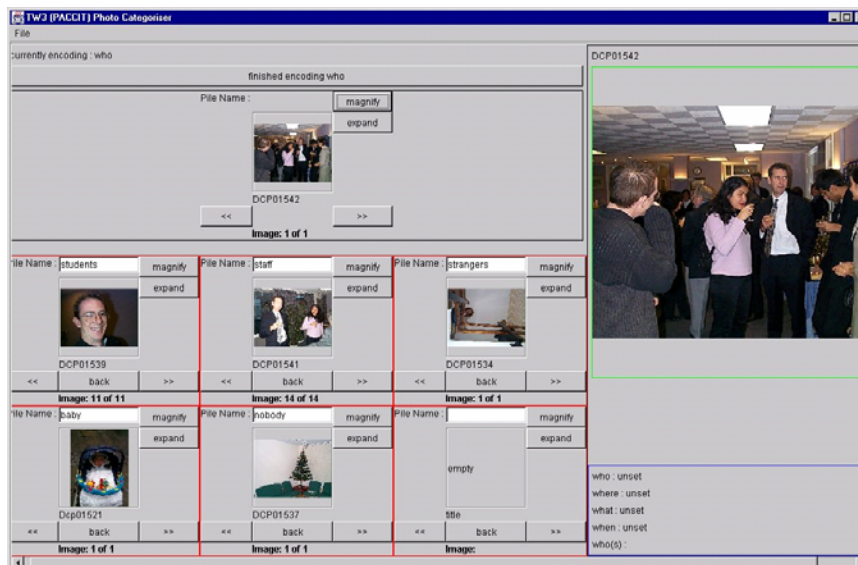 TW3 (PACCIT) Photo Categoriser
File
currently encoding : who
finished encoding who
Pile Name :
magnify
expand
DCP01542
<< >>
Image: 1 of 1
Pile Name : students magnify
expand
DCP01539
<< back >>
Image: 11 of 11
Pile Name : staff magnify
expand
DCP01541
<< back >>
Image: 14 of 14
Pile Name : strangers magnify
expand
DCP01534
<< back >>
Image: 1 of 1
Pile Name : baby magnify
expand
Dcp01521
<< back >>
Image: 1 of 1
Pile Name : nobody magnify
expand
DCP01537
<< back >>
Image: 1 of 1
Pile Name : magnify
expand
empty
title
<< back >>
Image:
DCP01542
who : unset
where : unset
what : unset
when : unset
who(s) :